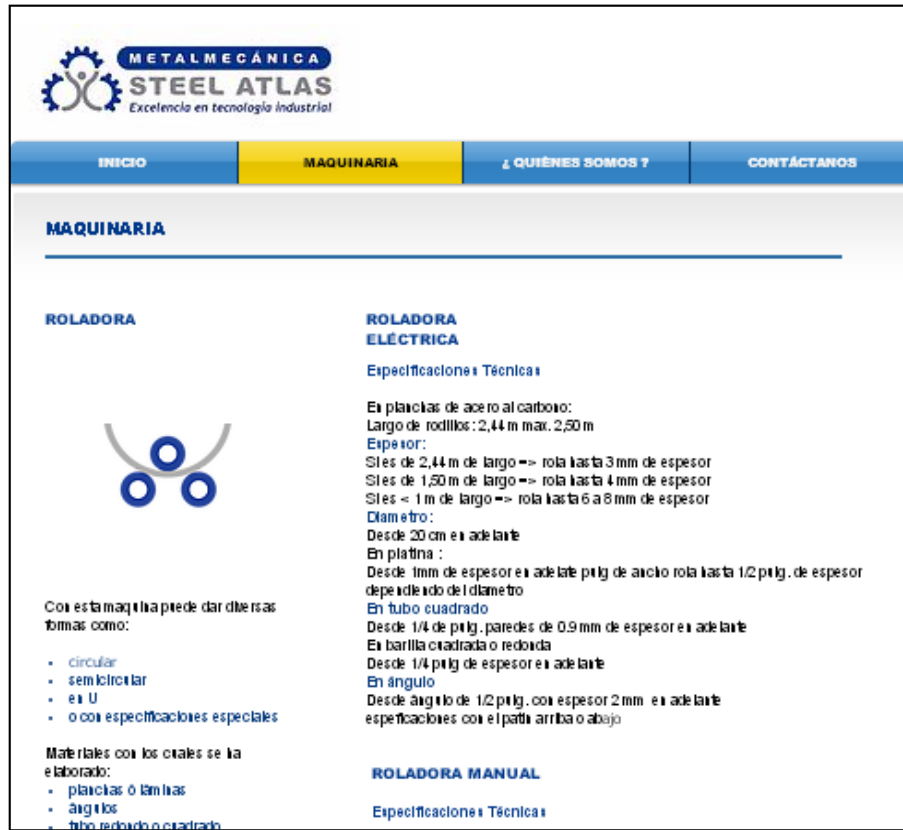 METALMECÁNICA
STEEL ATLAS
Excelencia en tecnología industrial
INICIO
MAQUINARIA
¿ QUIÉNES SOMOS ?
CONTÁCTANOS
MAQUINARIA
ROLADORA
Con esta maquina puede dar diversas
formas como:
circular
semicircular
en U
o con especificaciones especiales
Materiales con los cuales se ha
elaborado:
planchas ó láminas
ángulos
tubo redondo o cuadrado
ROLADORA
ELÉCTRICA
Especificaciones Técnicas
En planchas de acero al carbono:
Largo de rodillos: 2,44 m max. 2,50 m
Espesor:
Si es de 2,44 m de largo => rola hasta 3 mm de espesor
Si es de 1,50 m de largo => rola hasta 4 mm de espesor
Si es < 1 m de largo => rola hasta 6 a 8 mm de espesor
Diametro:
Desde 20 cm en adelante
En platina :
Desde 1mm de espesor en adelate pulg de ancho rola hasta 1/2 pulg. de espesor
dependiendo del diametro
En tubo cuadrado
Desde 1/4 de pulg. paredes de 0.9 mm de espesor en adelante
En barilla cuadrada o redonda
Desde 1/4 pulg de espesor en adelante
En ángulo
Desde ángulo de 1/2 pulg. con espesor 2 mm en adelante
espeficaciones con el patin arriba o abajo
ROLADORA MANUAL
Especificaciones Técnicas